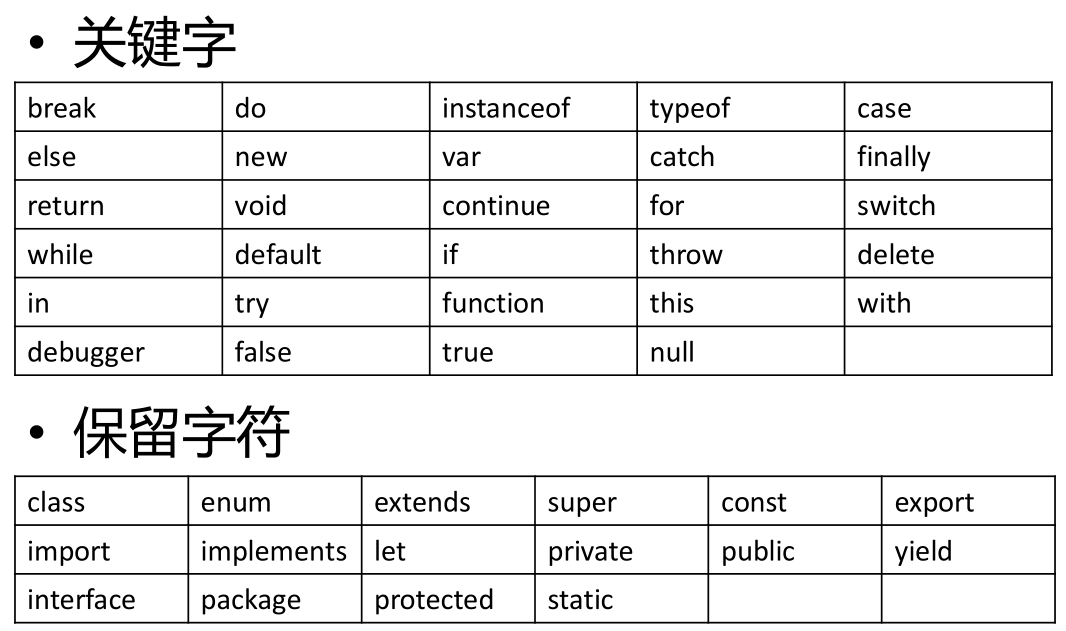 • 关键字
break do instanceof typeof case
else new var catch finally
return void continue for switch
while default if throw delete
in try function this with
debugger false true null
• 保留字符
class enum extends super const export
import implements let private public yield
interface package protected static